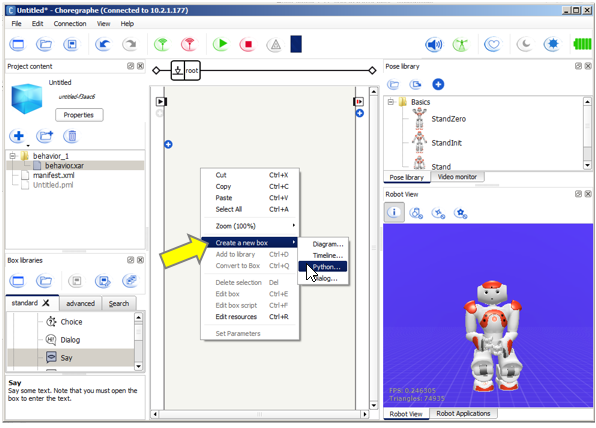 Untitled* - Choregraphe (Connected to 10.2.1.177)
File Edit Connection View Help
Project content
Untitled
untitled-f3aac6
Properties
behavior_1
behavior.xar
manifest.xml
Untitled.pml
Box libraries
standard
advanced
Search
Choice
Dialog
Say
Say
Say some text. Note that you must open
the box to enter the text.
root
Cut Ctrl+X
Copy Ctrl+C
Paste Ctrl+V
Select All Ctrl+A
Zoom (100%)
Create a new box
Add to library Ctrl+D
Convert to Box Ctrl+Q
Delete selection Del
Edit box Ctrl+E
Edit box script Ctrl+F
Edit resources Ctrl+R
Set Parameters
Diagram...
Timeline...
Python...
Dialog...
Pose library
Basics
StandZero
StandInit
Stand
Pose library
Video monitor
Robot View
FPS: 0.246305
Triangles: 74935
Robot View
Robot Applications